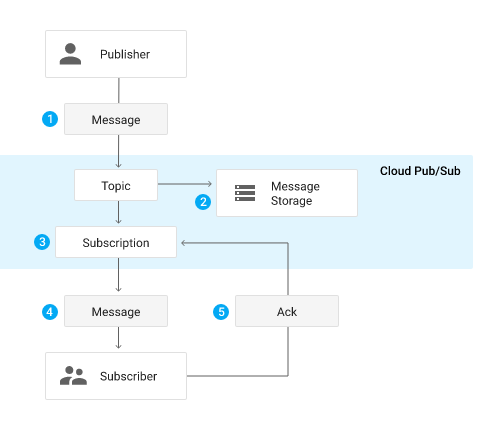 Publisher
1
Message
Cloud Pub/Sub
Topic
2
Message
Storage
3
Subscription
4
Message
5
Ack
Subscriber